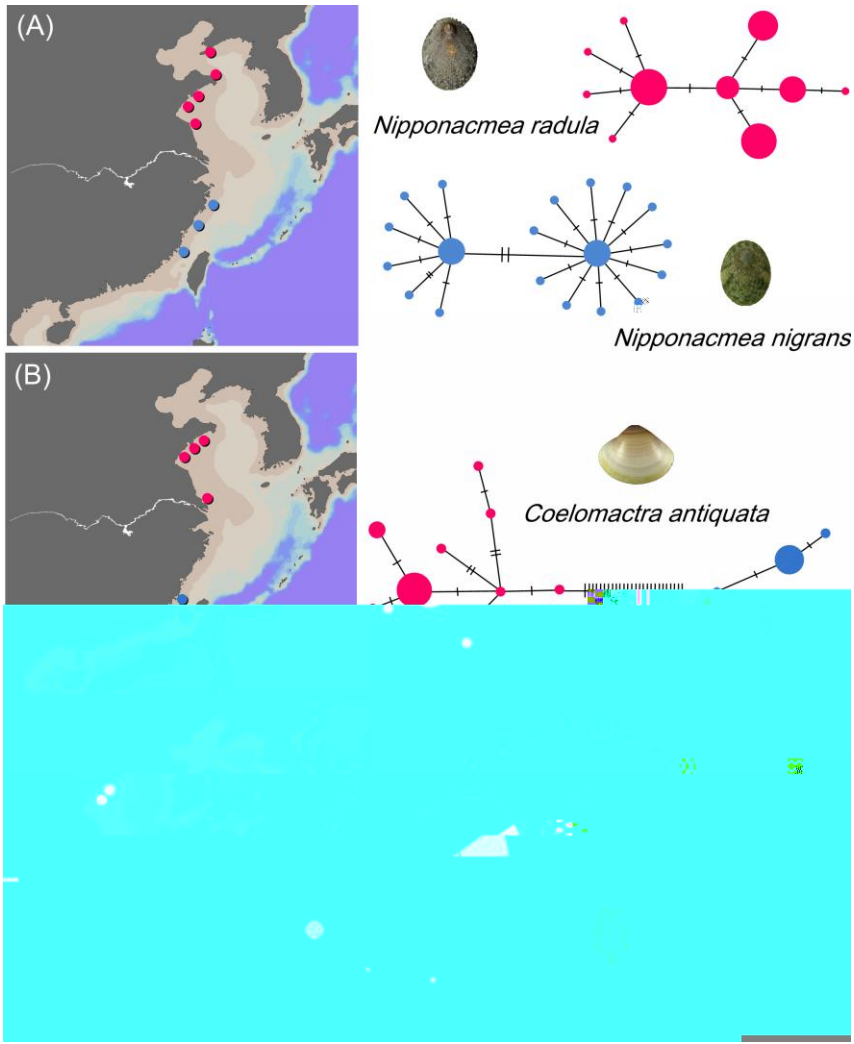 (A)
Nipponacmea radula
Nipponacmea nigrans
(B)
Coelomactra antiquata